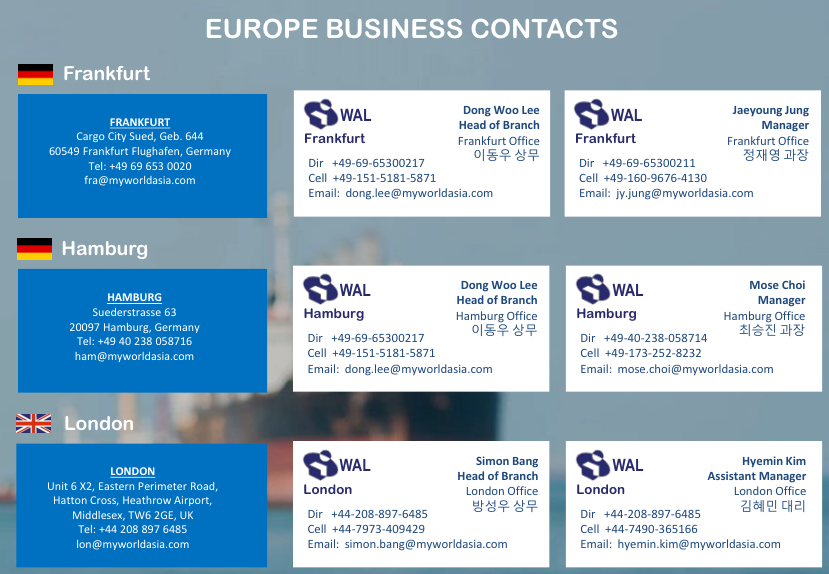 EUROPE BUSINESS CONTACTS
Frankfurt
FRANKFURT
Cargo City Sued, Geb. 644
60549 Frankfurt Flughafen, Germany
Tel: +49 69 653 0020
fra@myworldasia.com
WAL
Frankfurt
Dong Woo Lee
Head of Branch
Frankfurt Office
이동우 상무
Dir +49-69-65300217
Cell +49-151-5181-5871
Email: dong.lee@myworldasia.com
WAL
Frankfurt
Jaeyoung Jung
Manager
Frankfurt Office
정재영 과장
Dir +49-69-65300211
Cell +49-160-9676-4130
Email: jy.jung@myworldasia.com
Hamburg
HAMBURG
Suederstrasse 63
20097 Hamburg, Germany
Tel: +49 40 238 058716
ham@myworldasia.com
WAL
Hamburg
Dong Woo Lee
Head of Branch
Hamburg Office
이동우 상무
Dir +49-69-65300217
Cell +49-151-5181-5871
Email: dong.lee@myworldasia.com
WAL
Hamburg
Mose Choi
Manager
Hamburg Office
최승진 과장
Dir +49-40-238-058714
Cell +49-173-252-8232
Email: mose.choi@myworldasia.com
London
LONDON
Unit 6 X2, Eastern Perimeter Road,
Hatton Cross, Heathrow Airport,
Middlesex, TW6 2GE, UK
Tel: +44 208 897 6485
lon@myworldasia.com
WAL
London
Simon Bang
Head of Branch
London Office
방성우 상무
Dir +44-208-897-6485
Cell +44-7973-409429
Email: simon.bang@myworldasia.com
WAL
London
Hyemin Kim
Assistant Manager
London Office
김혜민 대리
Dir +44-208-897-6485
Cell +44-7490-365166
Email: hyemin.kim@myworldasia.com